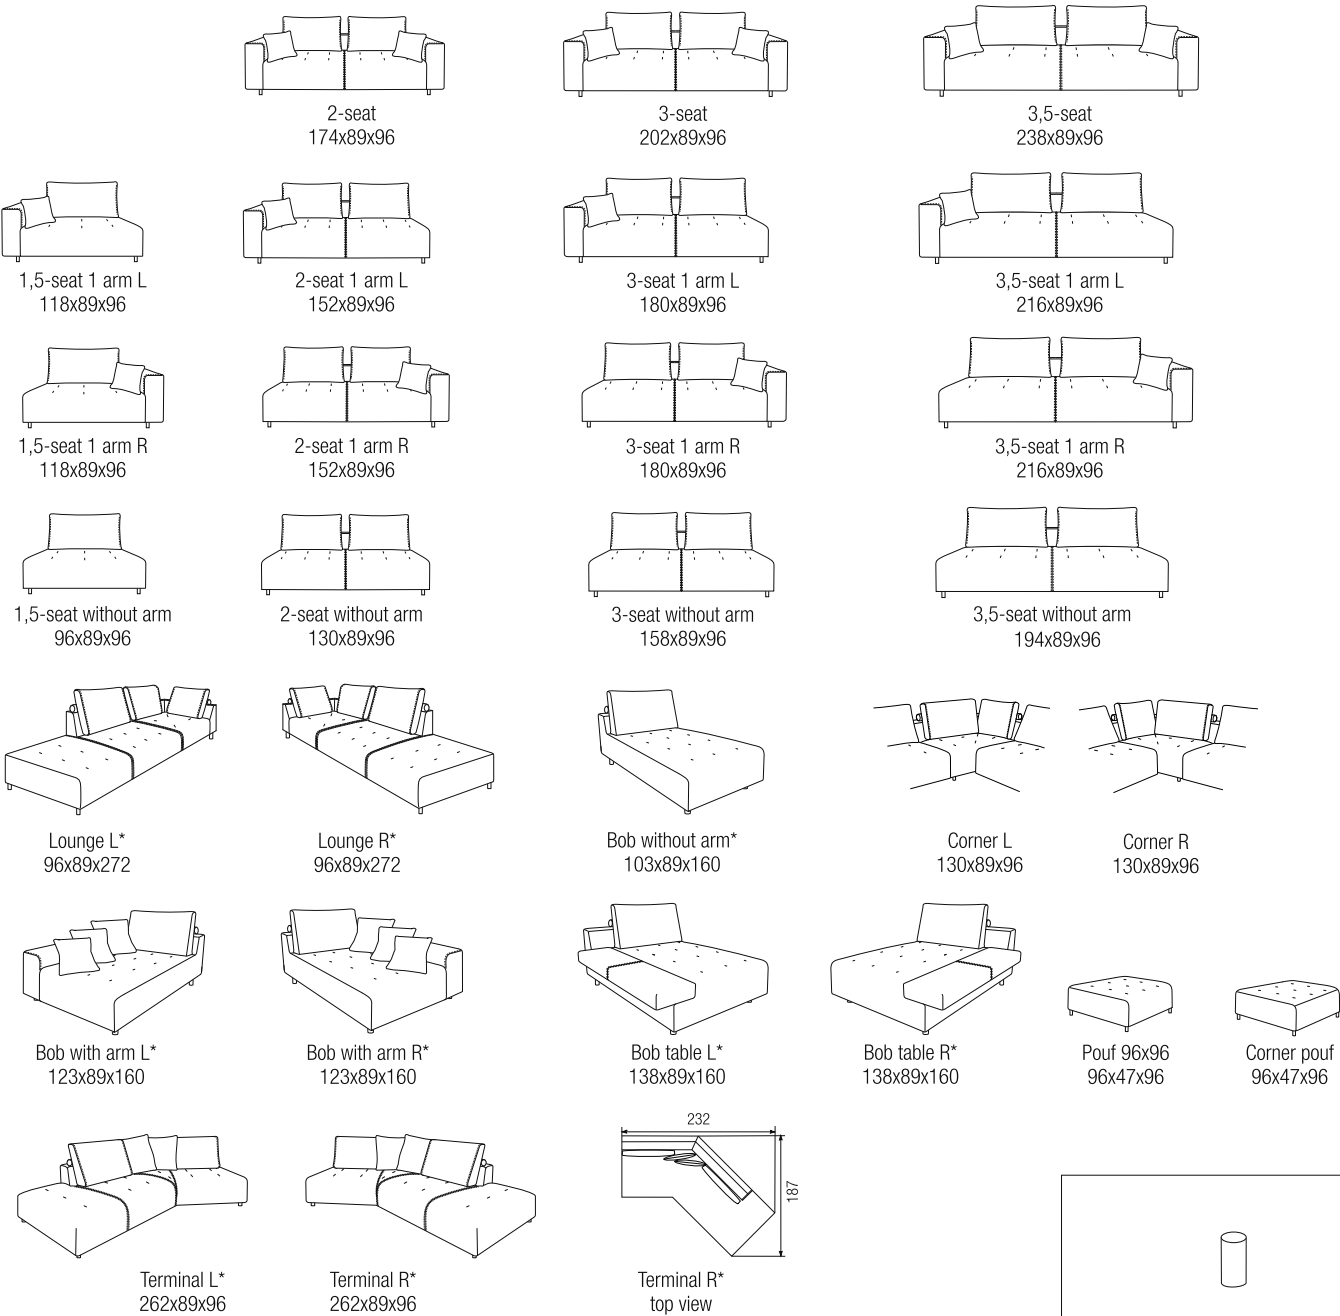 2-seat
174x89x96
3-seat
202x89x96
3,5-seat
238x89x96
1,5-seat 1 arm L
118x89x96
2-seat 1 arm L
152x89x96
3-seat 1 arm L
180x89x96
3,5-seat 1 arm L
216x89x96
1,5-seat 1 arm R
118x89x96
2-seat 1 arm R
152x89x96
3-seat 1 arm R
180x89x96
3,5-seat 1 arm R
216x89x96
1,5-seat without arm
96x89x96
2-seat without arm
130x89x96
3-seat without arm
158x89x96
3,5-seat without arm
194x89x96
Lounge L*
96x89x272
Lounge R*
96x89x272
Bob without arm*
103x89x160
Corner L
130x89x96
Corner R
130x89x96
Bob with arm L*
123x89x160
Bob with arm R*
123x89x160
Bob table L*
138x89x160
Bob table R*
138x89x160
Pouf 96x96
96x47x96
Corner pouf
96x47x96
Terminal L*
262x89x96
Terminal R*
262x89x96
232
187
Terminal R*
top view